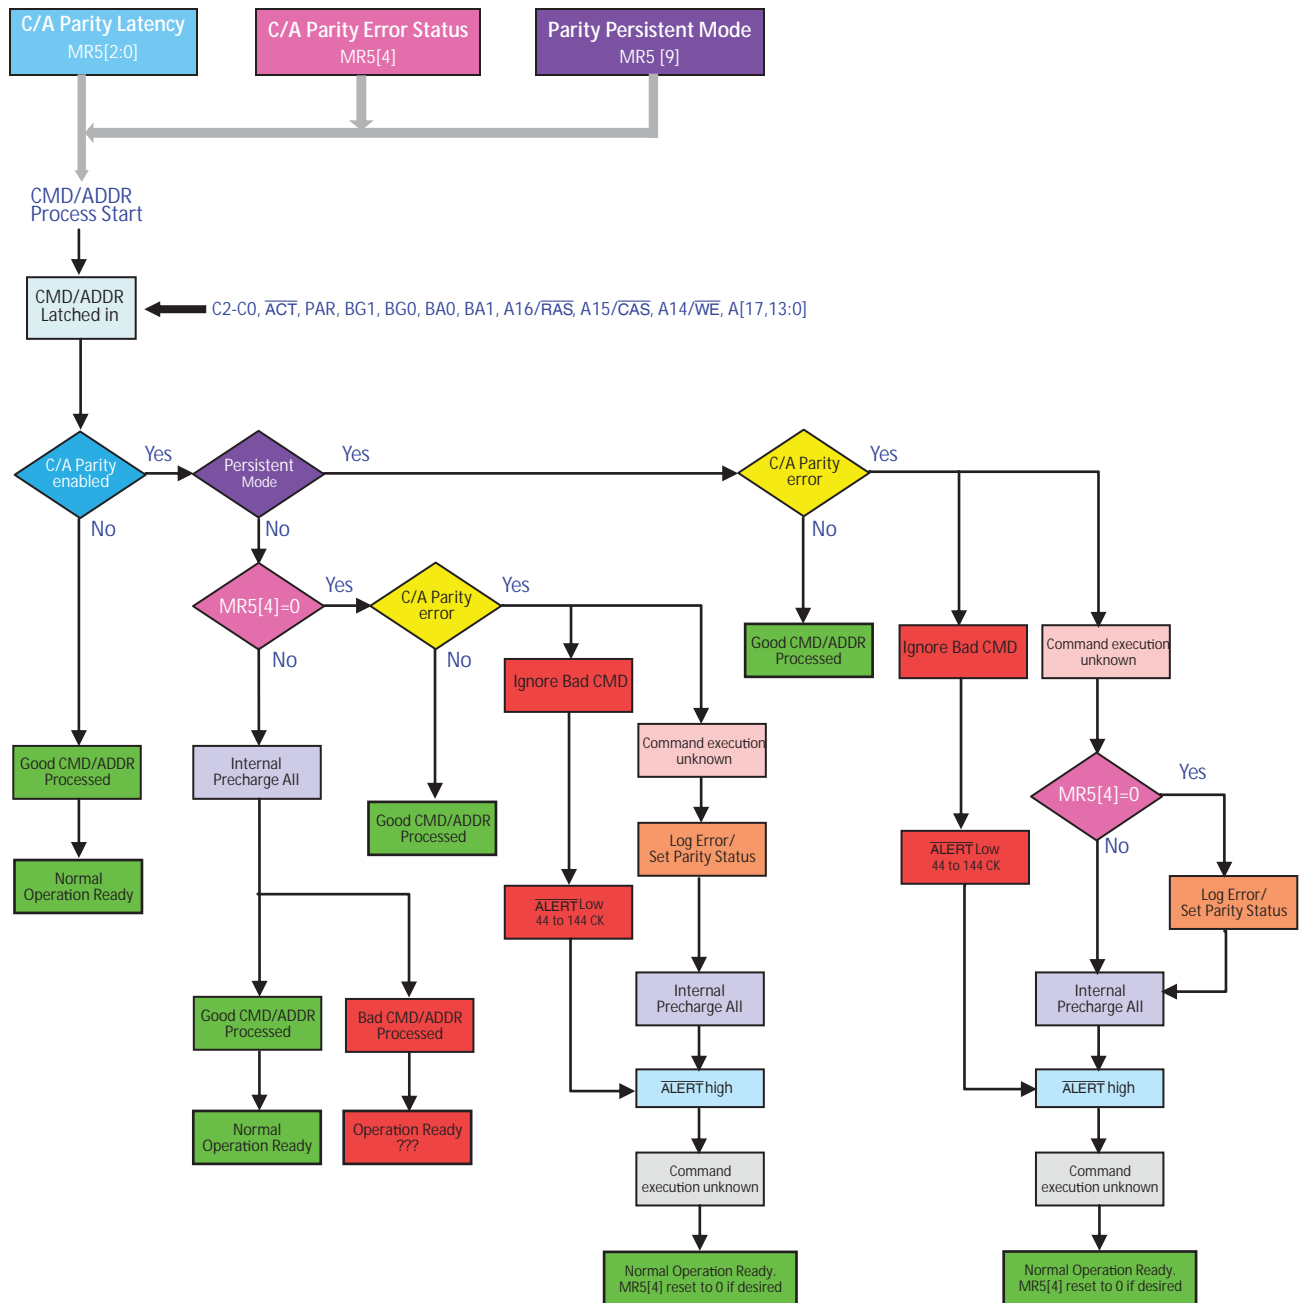 C/A Parity Latency
MR5[2:0]
C/A Parity Error Status
MR5[4]
Parity Persistent Mode
MR5 [9]
CMD/ADDR
Process Start
CMD/ADDR
Latched in
C2-C0, A̅C̅T̅, PAR, BG1, BG0, BA0, BA1, A16/R̅A̅S̅, A15/C̅A̅S̅, A14/W̅E̅, A[17,13:0]
C/A Parity
enabled
Yes
No
Persistent
Mode
Yes
No
C/A Parity
error
Yes
No
MR5[4]=0
Yes
No
C/A Parity
error
Yes
No
Good CMD/ADDR
Processed
Ignore Bad CMD
Command execution
unknown
Ignore Bad CMD
Command execution
unknown
Good CMD/ADDR
Processed
Internal
Precharge All
Good CMD/ADDR
Processed
MR5[4]=0
Yes
No
Log Error/
Set Parity Status
A̅L̅E̅R̅T̅ Low
44 to 144 CK
Normal
Operation Ready
A̅L̅E̅R̅T̅ Low
44 to 144 CK
Log Error/
Set Parity Status
Good CMD/ADDR
Processed
Bad CMD/ADDR
Processed
Internal
Precharge All
Internal
Precharge All
A̅L̅E̅R̅T̅ high
A̅L̅E̅R̅T̅ high
Normal
Operation Ready
Operation Ready
???
Command
execution unknown
Command
execution unknown
Normal Operation Ready.
MR5[4] reset to 0 if desired
Normal Operation Ready.
MR5[4] reset to 0 if desired